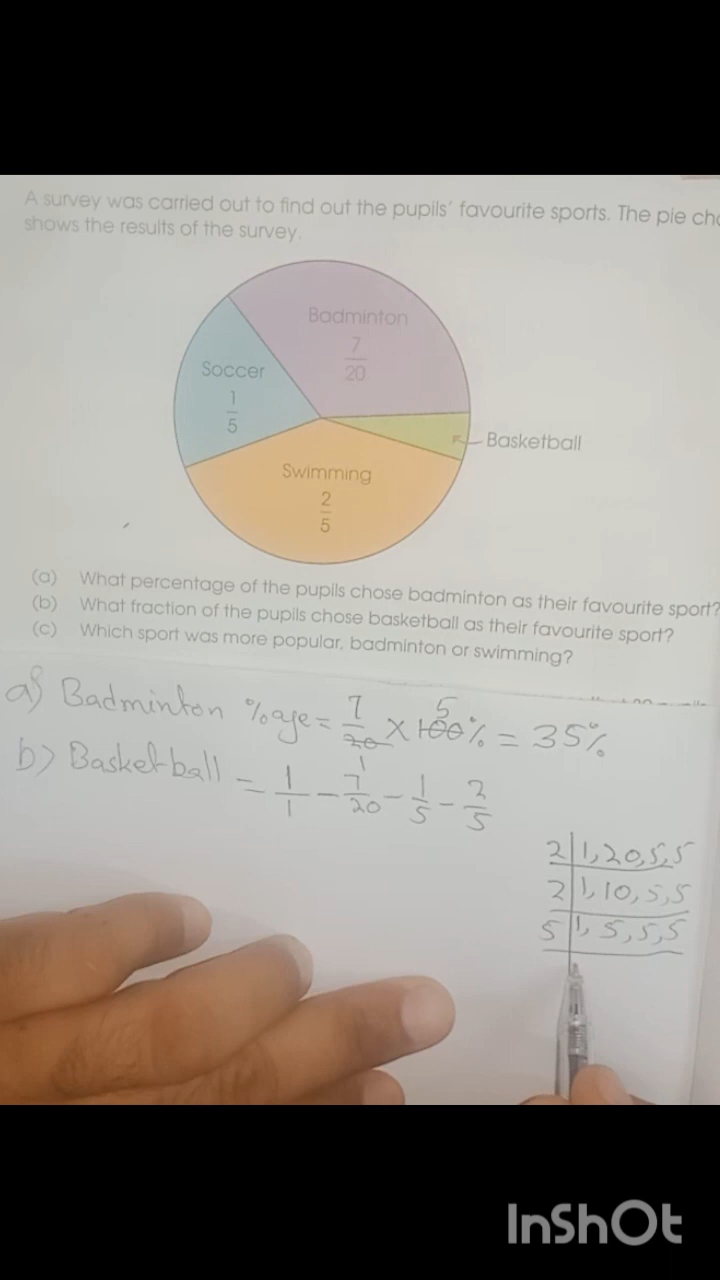 A survey was carried out to find out the pupils' favourite sports. The pie
shows the results of the survey.
Badminton
7
20
Soccer
1
5
Basketball
Swimming
2
5
(a) What percentage of the pupils chose badminton as their favourite sport?
(b) What fraction of the pupils chose basketball as their favourite sport?
(c) Which sport was more popular, badminton or swimming?
a) Badminton %age = 7/20 × 100% = 35%
5
1
b) Basketball = 1/1 - 7/20 - 1/5 - 2/5
2 | 1, 20, 5, 5
2 | 1, 10, 5, 5
5 | 1, 5, 5, 5
InShOt